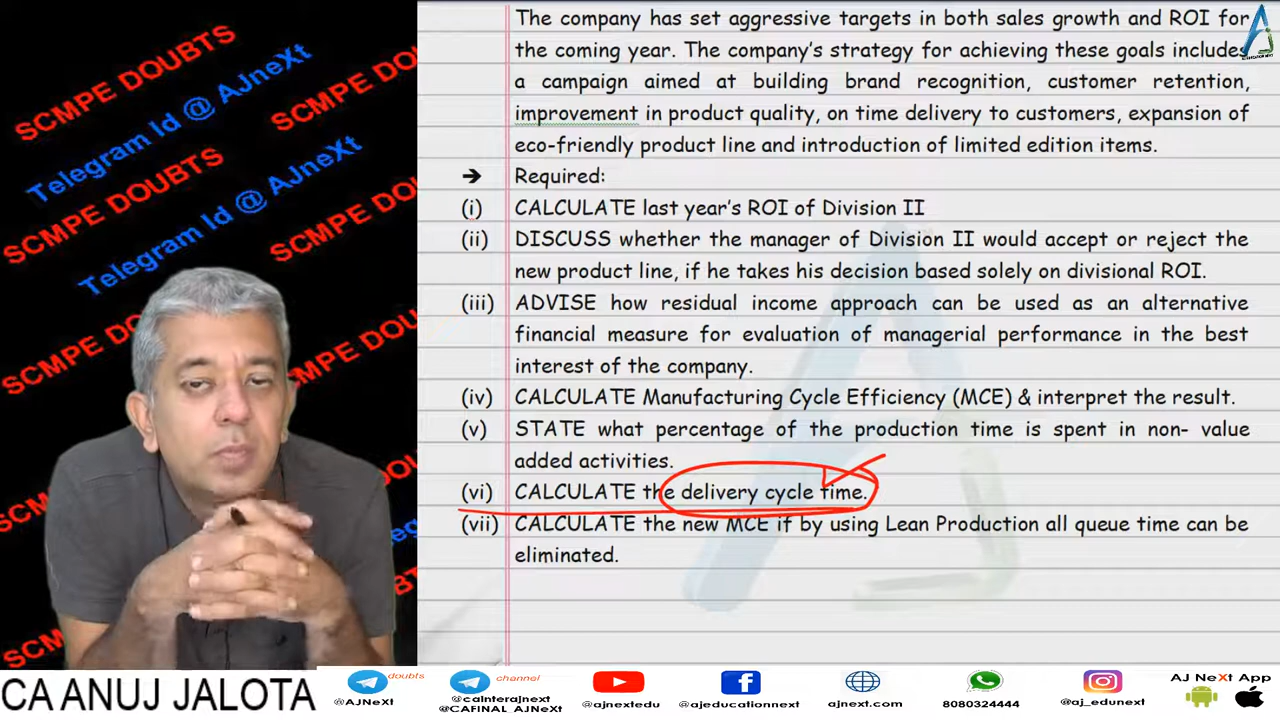 The company has set aggressive targets in both sales growth and ROI for
the coming year. The company's strategy for achieving these goals includes
a campaign aimed at building brand recognition, customer retention,
improvement in product quality, on time delivery to customers, expansion of
eco-friendly product line and introduction of limited edition items.
➔ Required:
(i) CALCULATE last year's ROI of Division II
(ii) DISCUSS whether the manager of Division II would accept or reject the
new product line, if he takes his decision based solely on divisional ROI.
(iii) ADVISE how residual income approach can be used as an alternative
financial measure for evaluation of managerial performance in the best
interest of the company.
(iv) CALCULATE Manufacturing Cycle Efficiency (MCE) & interpret the result.
(v) STATE what percentage of the production time is spent in non- value
added activities.
(vi) CALCULATE the delivery cycle time.
(vii) CALCULATE the new MCE if by using Lean Production all queue time can be
eliminated.
SCMPE DOUBTS
Telegram Id @ AJneXt
SCMPE DOUBTS
Telegram Id @ AJneXt
SCMPE DOUBTS
CA ANUJ JALOTA
doubts
@AJNeXt
@caInterajnext
@CAFINAL_AJNeXt
@ajnextedu
@ajeducationnext
ajnext.com
8080324444
@aj_edunext
AJ NeXt App